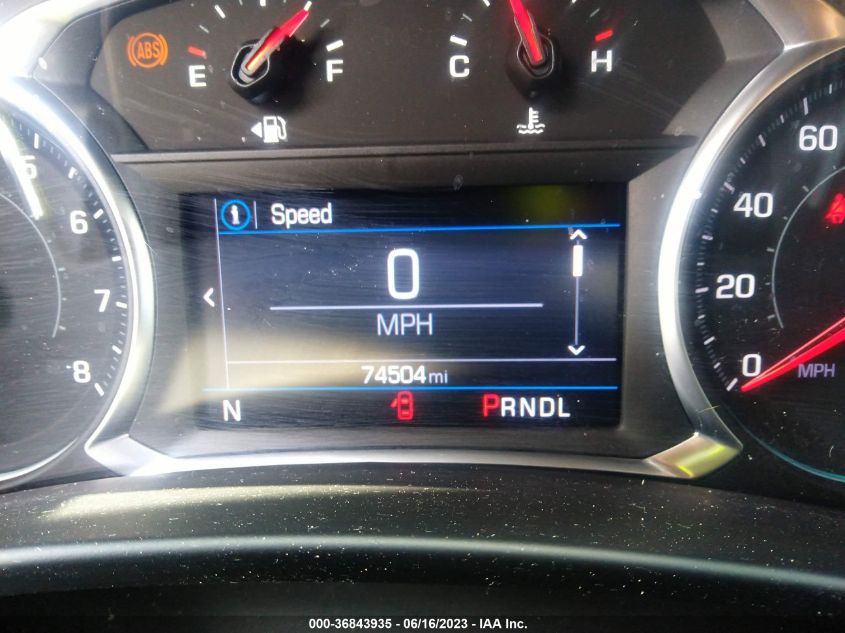 ABS
E F C H
5
6
7
8
Speed
0
MPH
74504 mi
N PRNDL
60
40
20
0
MPH
000-36843935 - 06/16/2023 - IAA Inc.